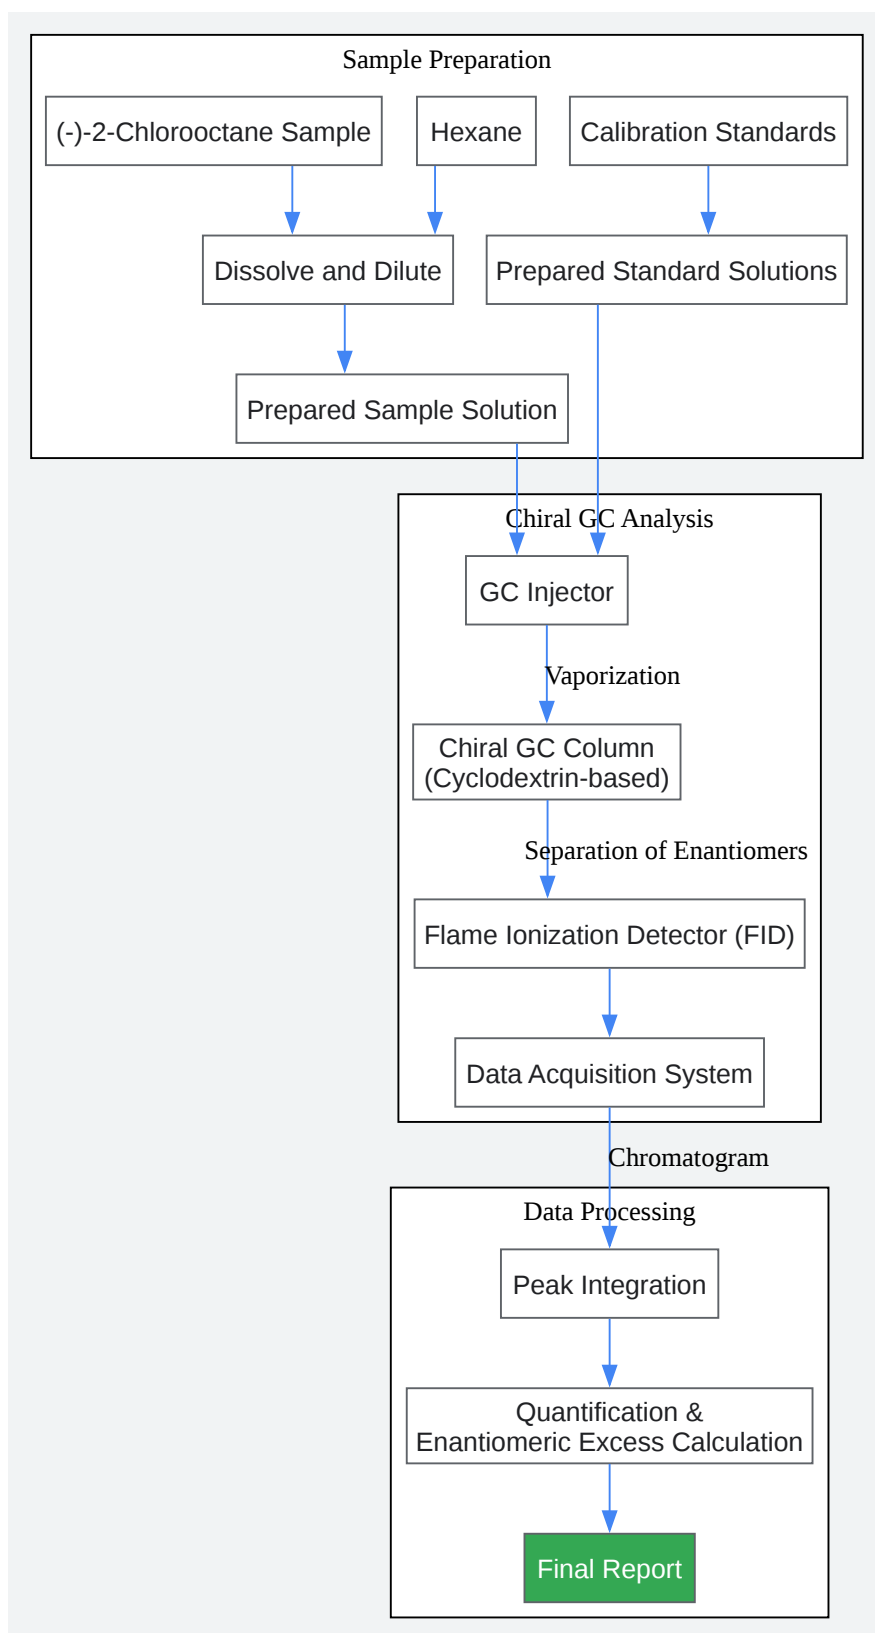 Sample Preparation
(-)-2-Chlorooctane Sample
Hexane
Calibration Standards
Dissolve and Dilute
Prepared Standard Solutions
Prepared Sample Solution
Chiral GC Analysis
GC Injector
Vaporization
Chiral GC Column
(Cyclodextrin-based)
Separation of Enantiomers
Flame Ionization Detector (FID)
Data Acquisition System
Chromatogram
Data Processing
Peak Integration
Quantification &
Enantiomeric Excess Calculation
Final Report